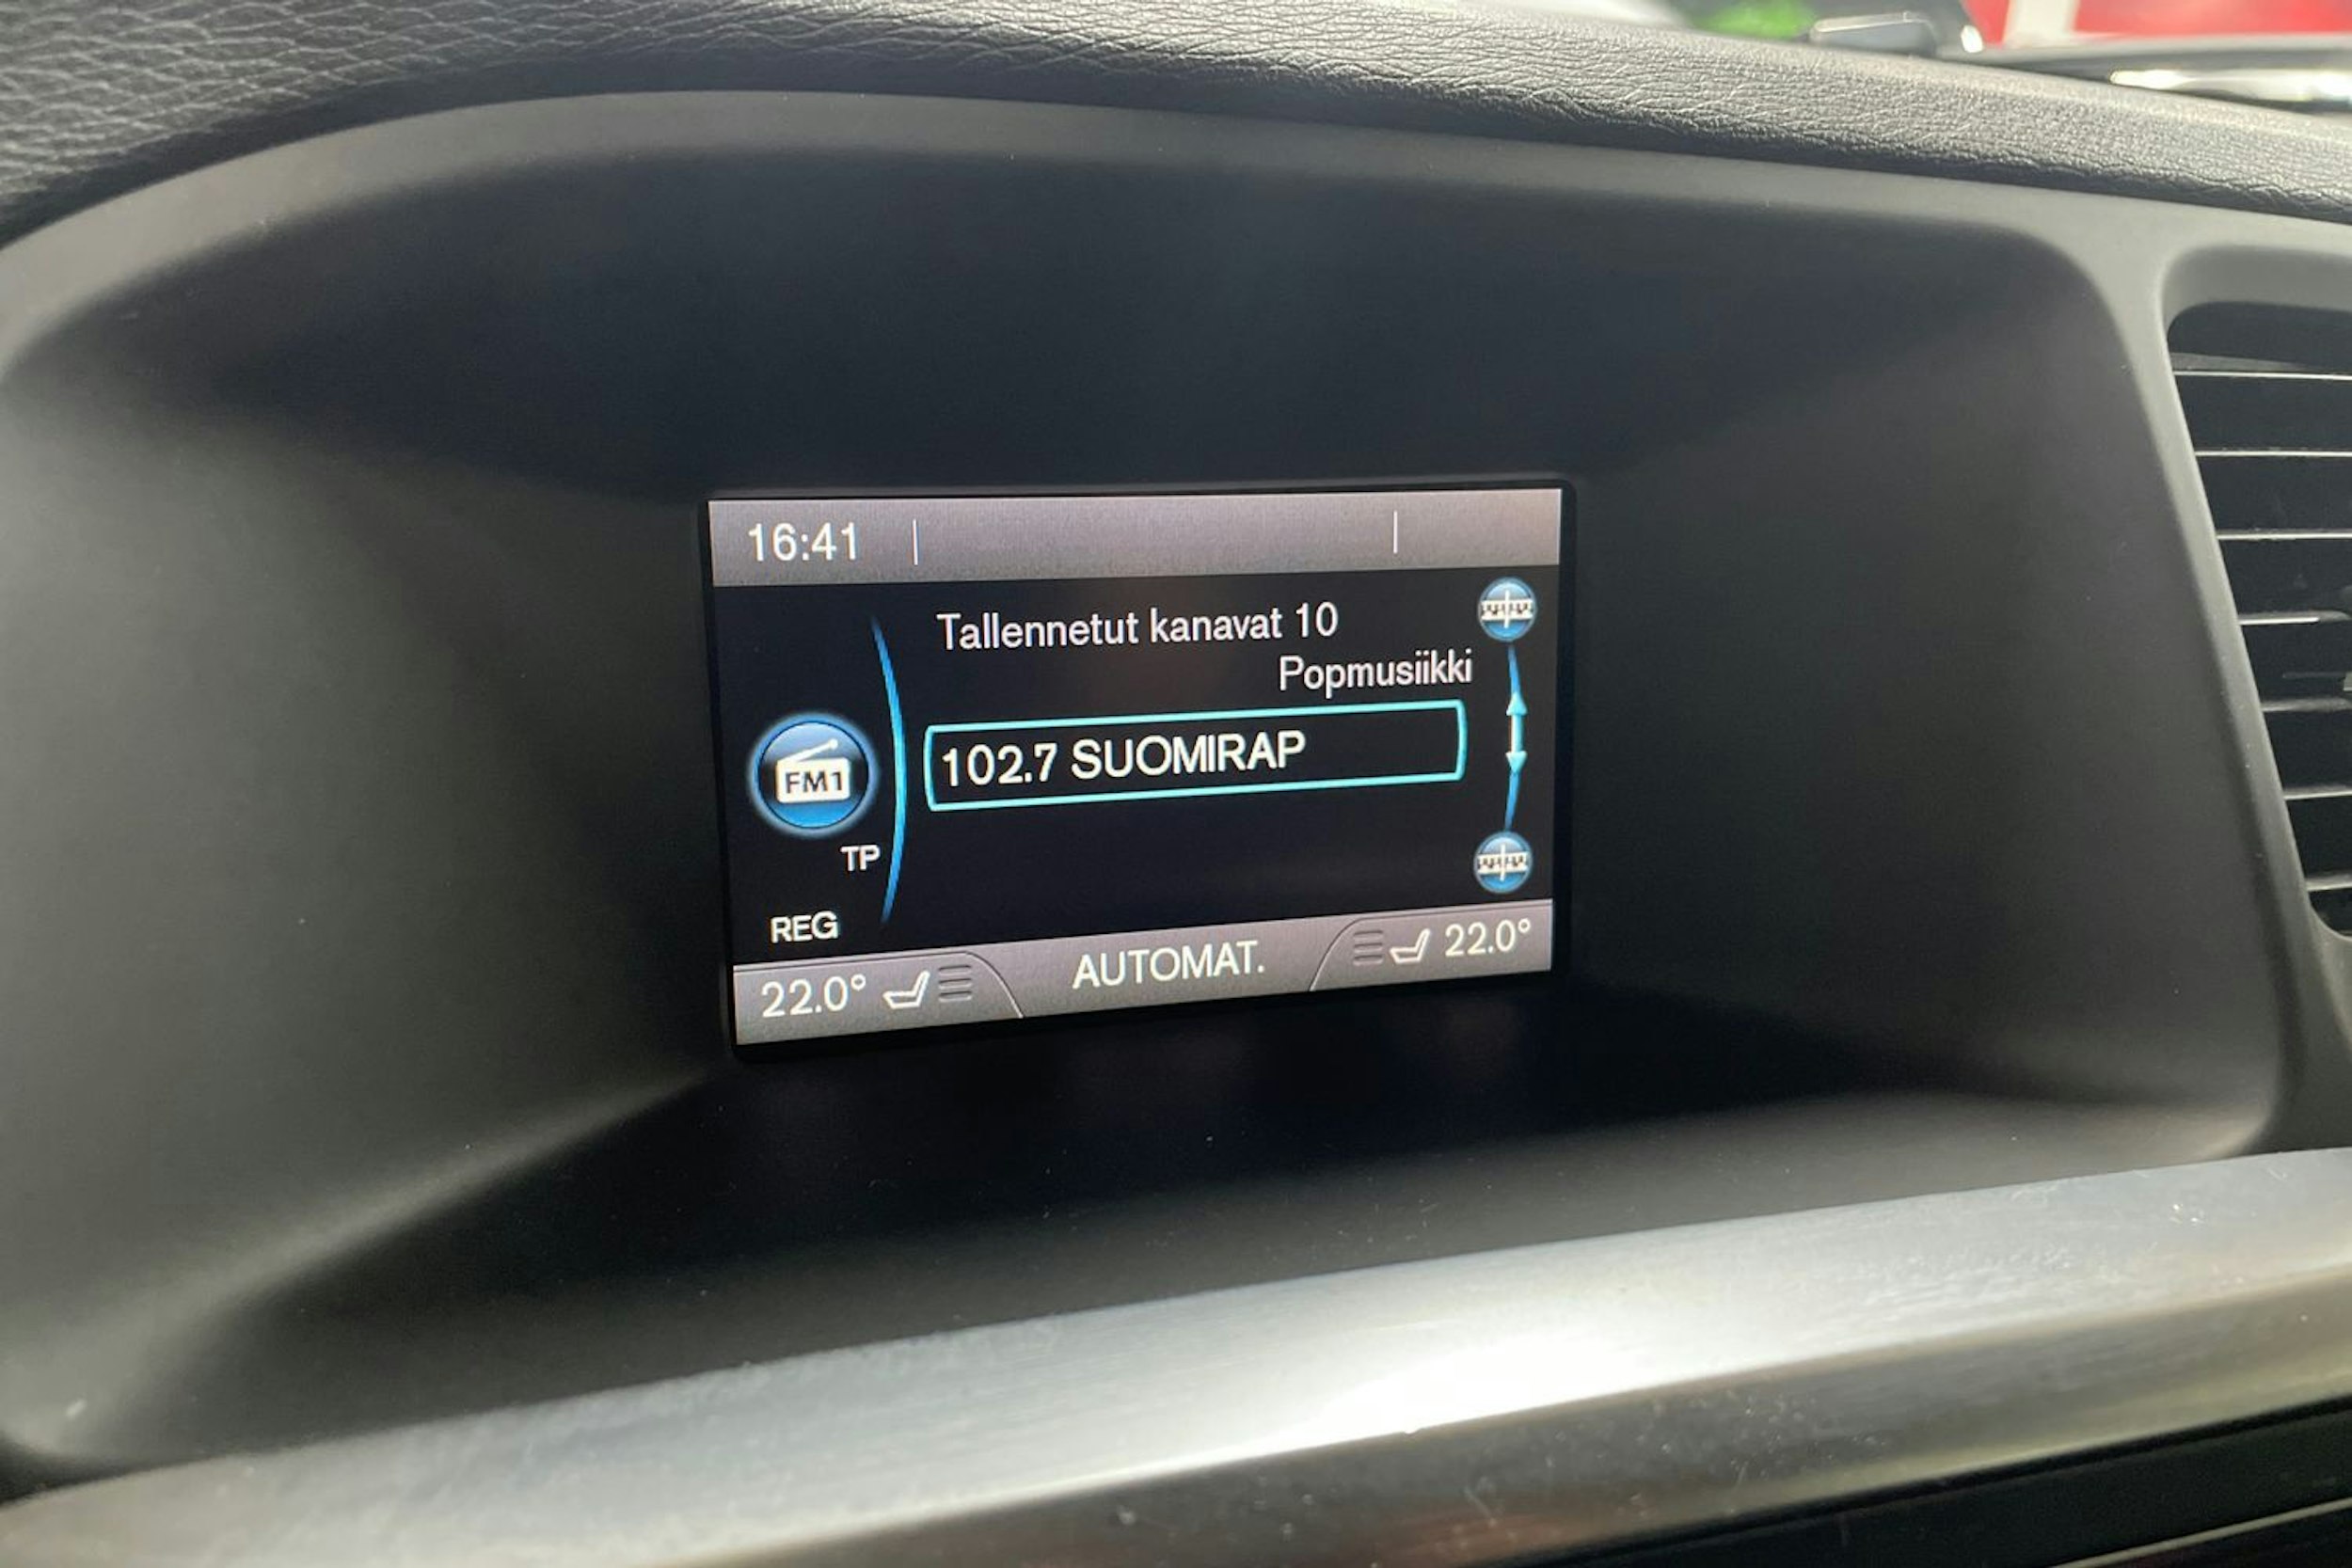 16:41
Tallennetut kanavat 10
Popmusiikki
102.7 SUOMIRAP
FM1
TP
REG
22.0° AUTOMAT. 22.0°